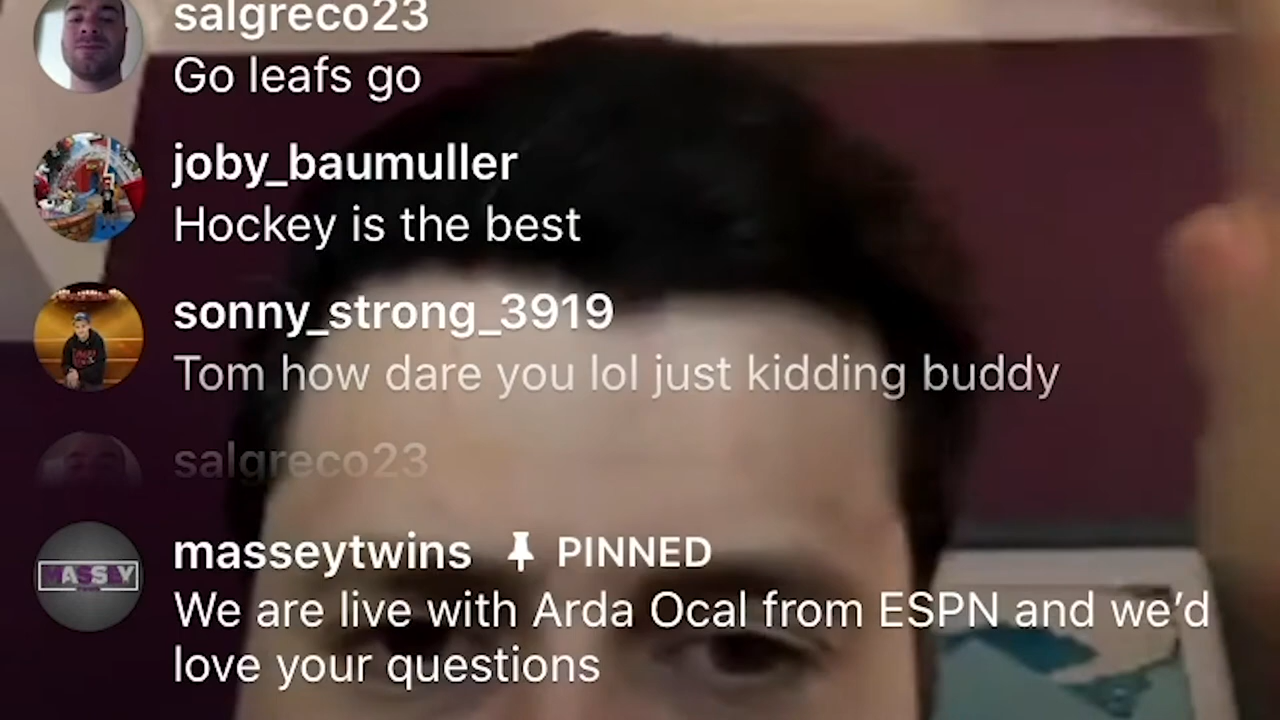 salgreco23
Go leafs go
joby_baumuller
Hockey is the best
sonny_strong_3919
Tom how dare you lol just kidding buddy
salgreco23
masseytwins PINNED
MASSEY
We are live with Arda Ocal from ESPN and we'd
love your questions